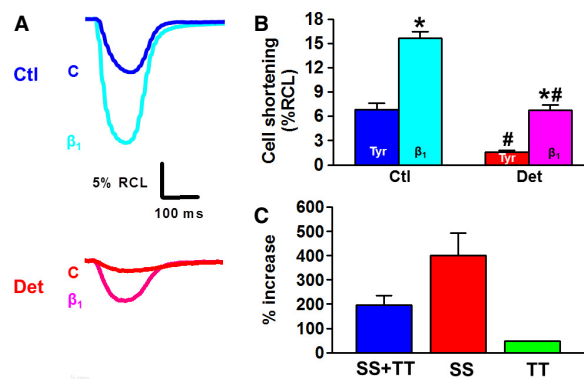 A
Ctl
C
β1
5% RCL
100 ms
Det
C
β1
B
Cell shortening
(%RCL)
18
15
12
9
6
3
0
*
*#
#
Tyr
β1
Tyr
β1
Ctl
Det
C
% increase
600
500
400
300
200
100
0
SS+TT
SS
TT